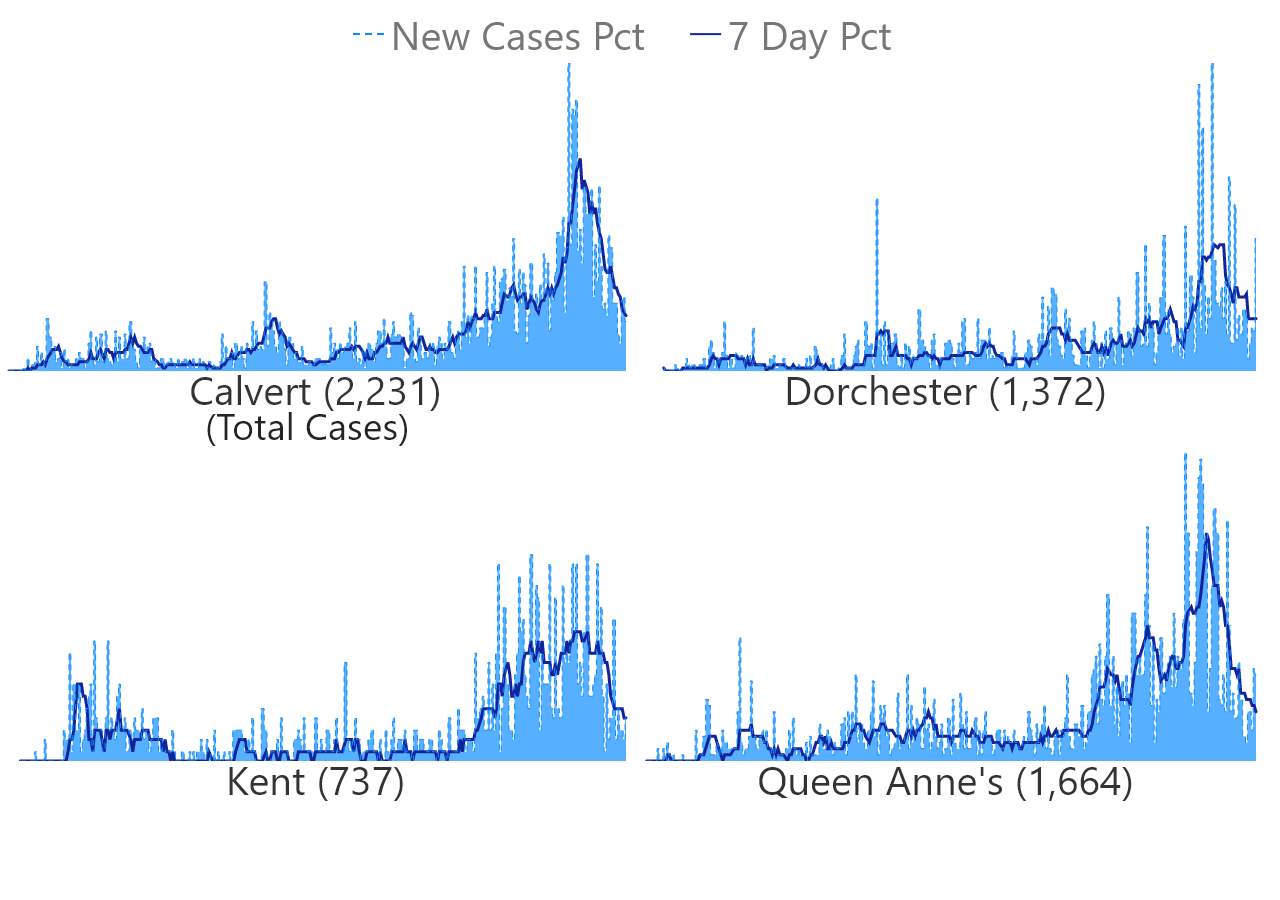 New Cases Pct 7 Day Pct
Calvert (2,231)
(Total Cases)
Dorchester (1,372)
Kent (737)
Queen Anne's (1,664)